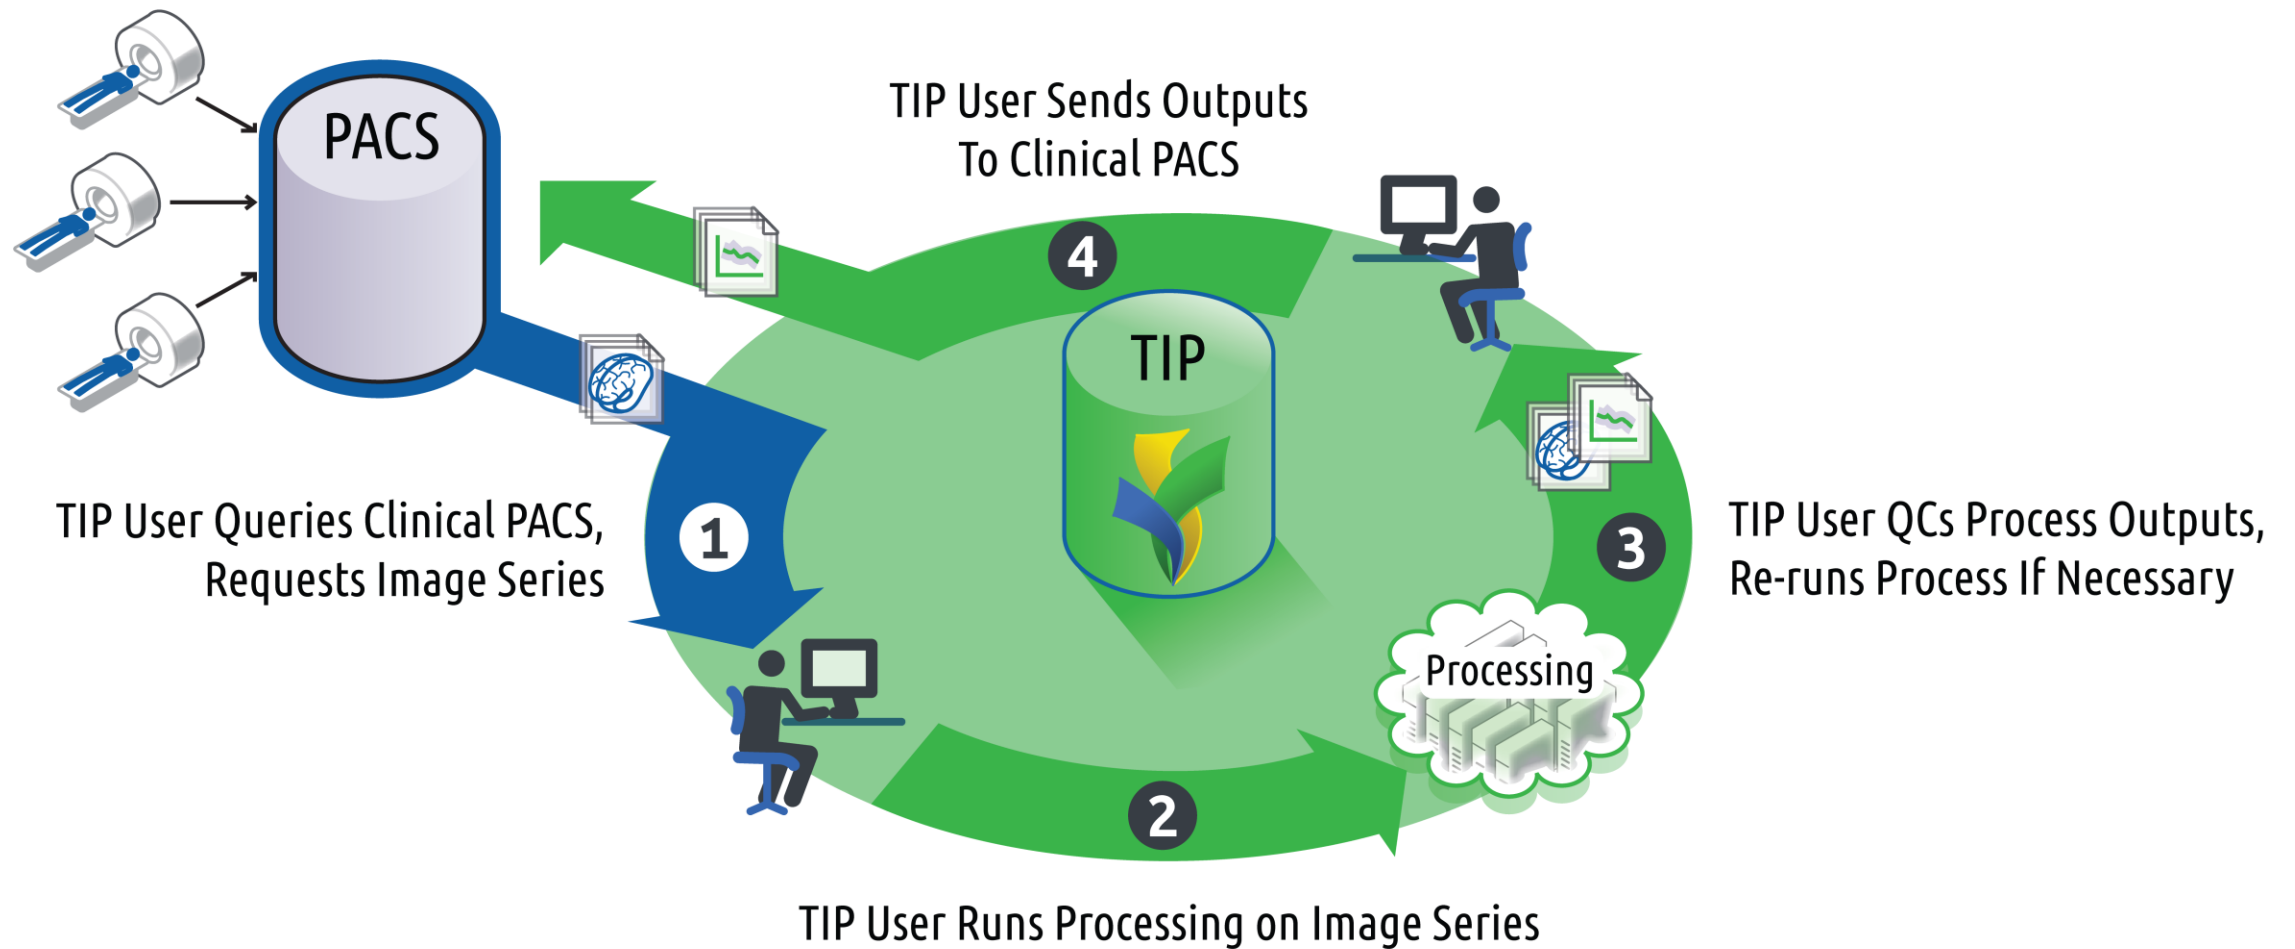 PACS
TIP User Sends Outputs
To Clinical PACS
4
TIP
TIP User Queries Clinical PACS,
Requests Image Series
1
3
TIP User QCs Process Outputs,
Re-runs Process If Necessary
Processing
2
TIP User Runs Processing on Image Series